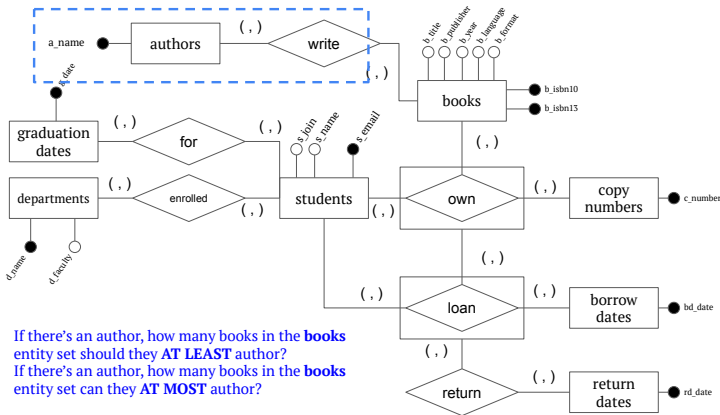 b_title
b_publisher
b_year
b_language
b_format
a_name
authors
( , )
write
( , )
g_date
books
b_isbn10
b_isbn13
graduation
dates
( , )
for
( , )
s_join
s_name
s_email
( , )
departments
( , )
enrolled
( , )
students
( , )
own
( , )
copy
numbers
c_number
d_name
d_faculty
( , )
( , )
loan
( , )
borrow
dates
bd_date
If there’s an author, how many books in the books
entity set should they AT LEAST author?
If there’s an author, how many books in the books
entity set can they AT MOST author?
( , )
return
( , )
return
dates
rd_date